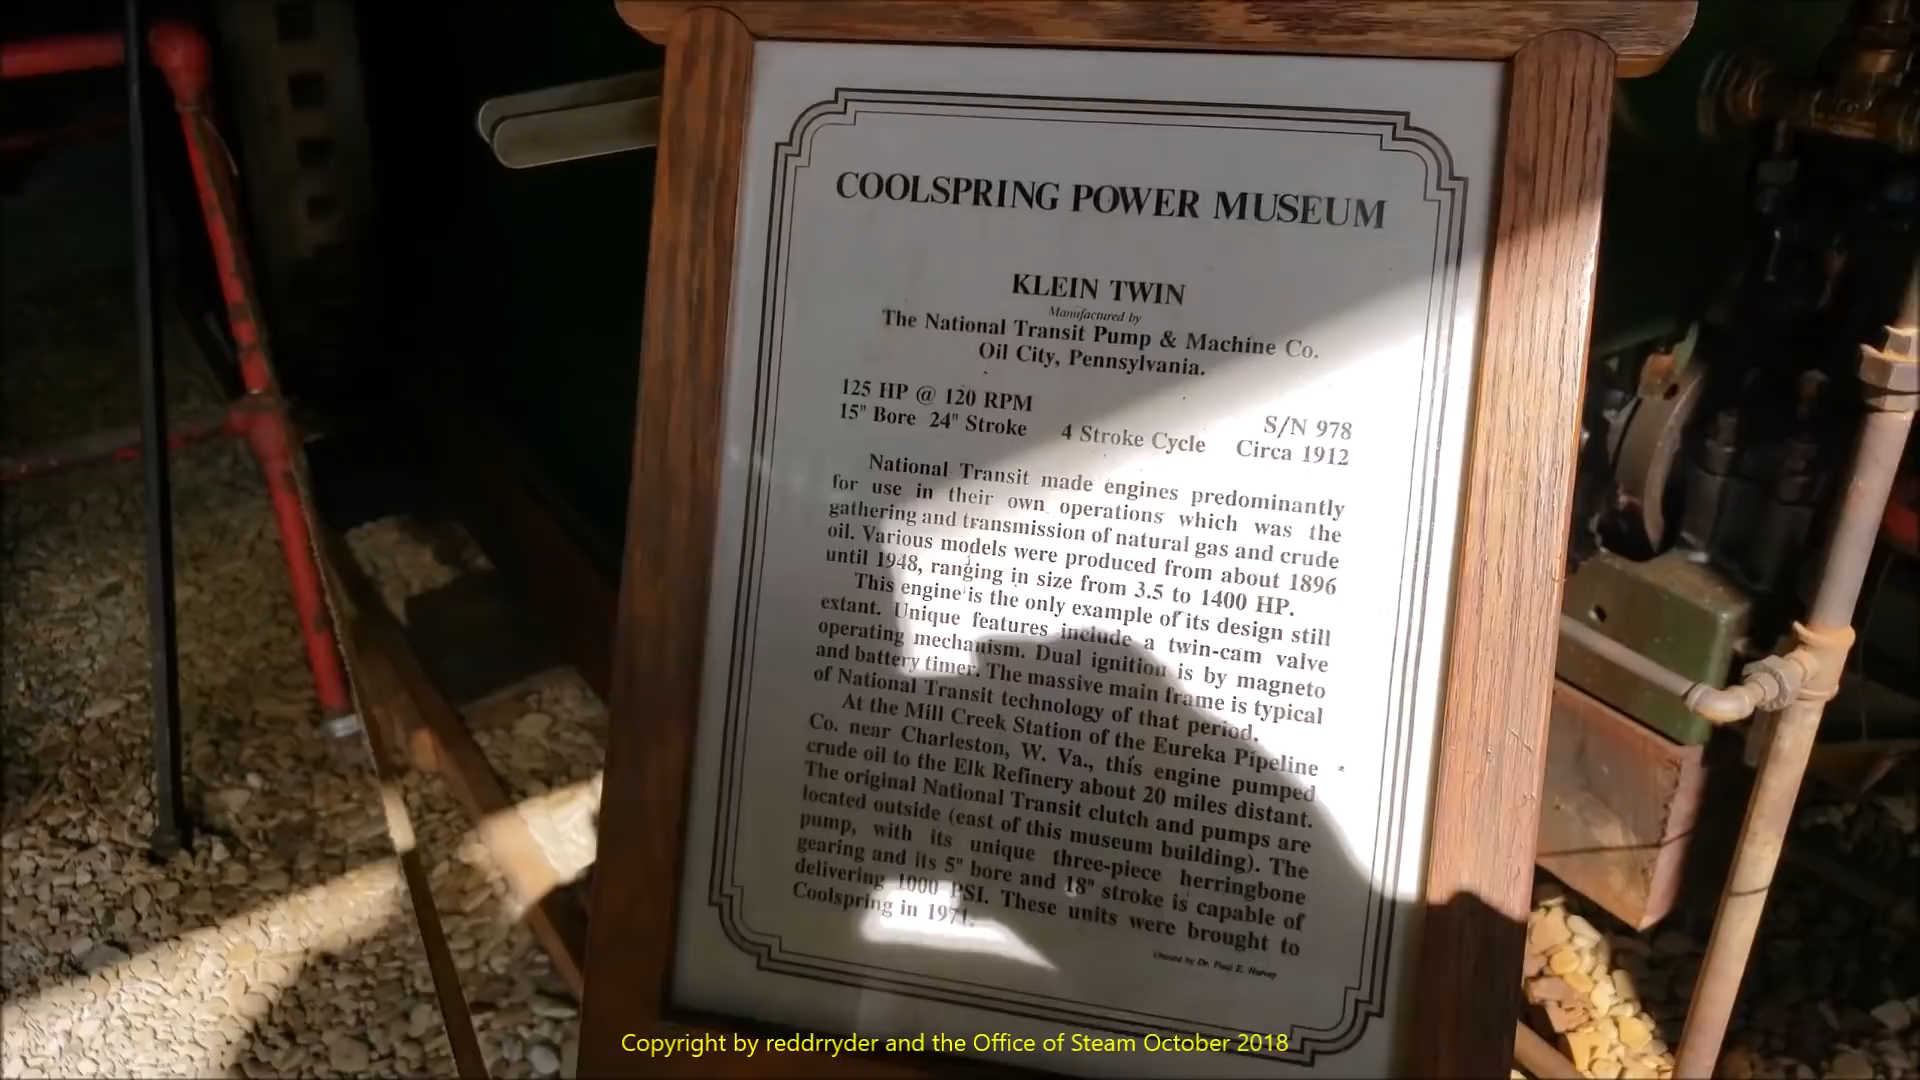 COOLSPRING POWER MUSEUM
KLEIN TWIN
Manufactured by
The National Transit Pump & Machine Co.
Oil City, Pennsylvania.
125 HP @ 120 RPM S/N 978
15" Bore 24" Stroke 4 Stroke Cycle Circa 1912
National Transit made engines predominantly
for use in their own operations which was the
gathering and transmission of natural gas and crude
oil. Various models were produced from about 1896
until 1948, ranging in size from 3.5 to 1400 HP.
This engine is the only example of its design still
extant. Unique features include a twin-cam valve
operating mechanism. Dual ignition is by magneto
and battery timer. The massive main frame is typical
of National Transit technology of that period.
At the Mill Creek Station of the Eureka Pipeline
Co. near Charleston, W. Va., this engine pumped
crude oil to the Elk Refinery about 20 miles distant.
The original National Transit clutch and pumps are
located outside (east of this museum building). The
pump, with its unique three-piece herringbone
gearing and its 5" bore and 18" stroke is capable of
delivering 1000 PSI. These units were brought to
Coolspring in 1971.
Owned by Dr. Paul E. Harvey
Copyright by reddrryder and the Office of Steam October 2018